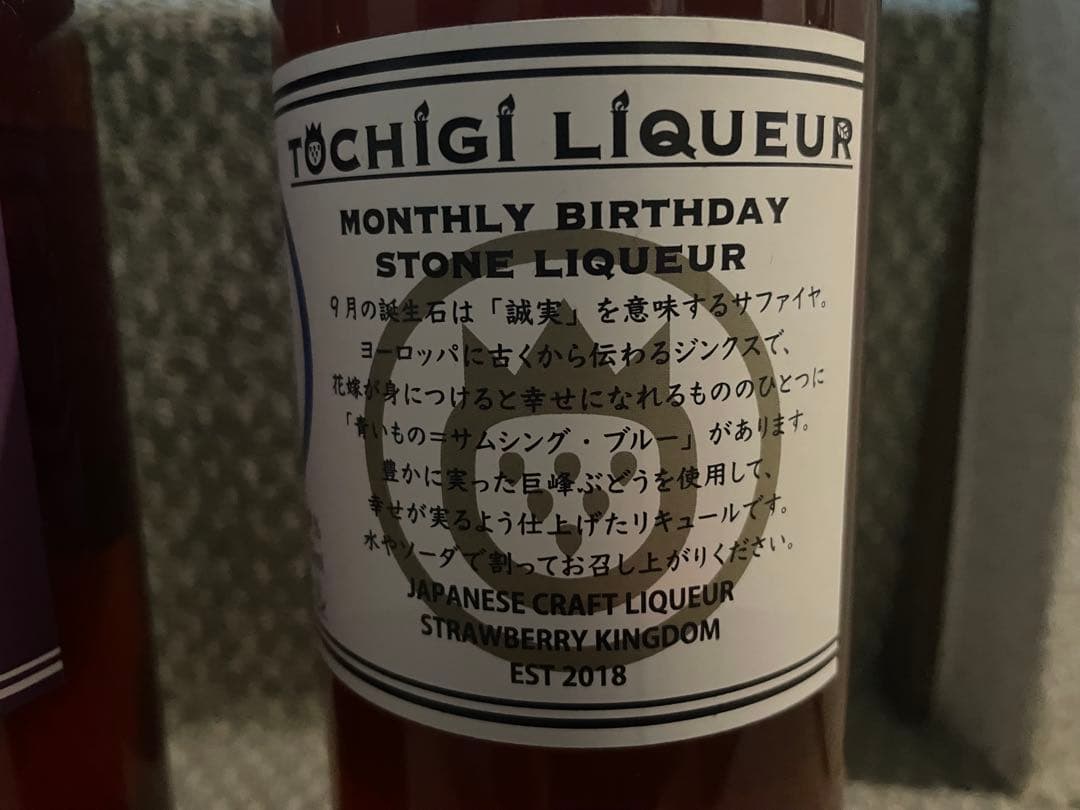 TOCHIGI LIQUEUR
MONTHLY BIRTHDAY
STONE LIQUEUR
9月の誕生石は「誠実」を意味するサファイヤ。
ヨーロッパに古くから伝わるジンクスで、
花嫁が身につけると幸せになれるもののひとつに
「青いもの=サムシング・ブルー」があります。
豊かに実った巨峰ぶどうを使用して、
幸せが実るよう仕上げたリキュールです。
水やソーダで割ってお召し上がりください。
JAPANESE CRAFT LIQUEUR
STRAWBERRY KINGDOM
EST 2018